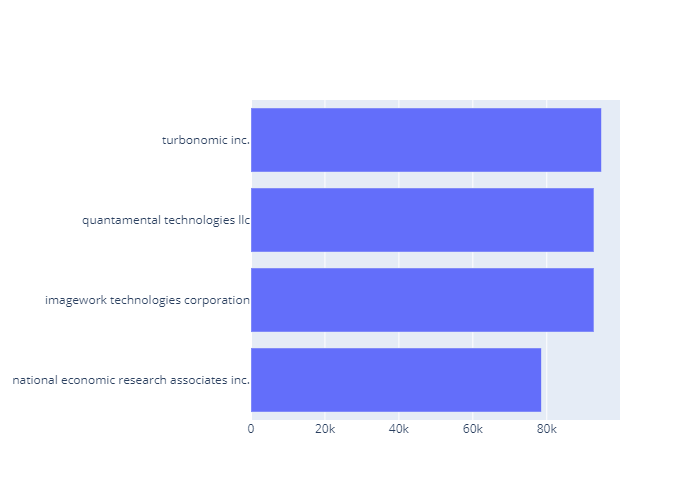 turbonomic inc.
quantamental technologies llc
imagework technologies corporation
national economic research associates inc.
0 20k 40k 60k 80k